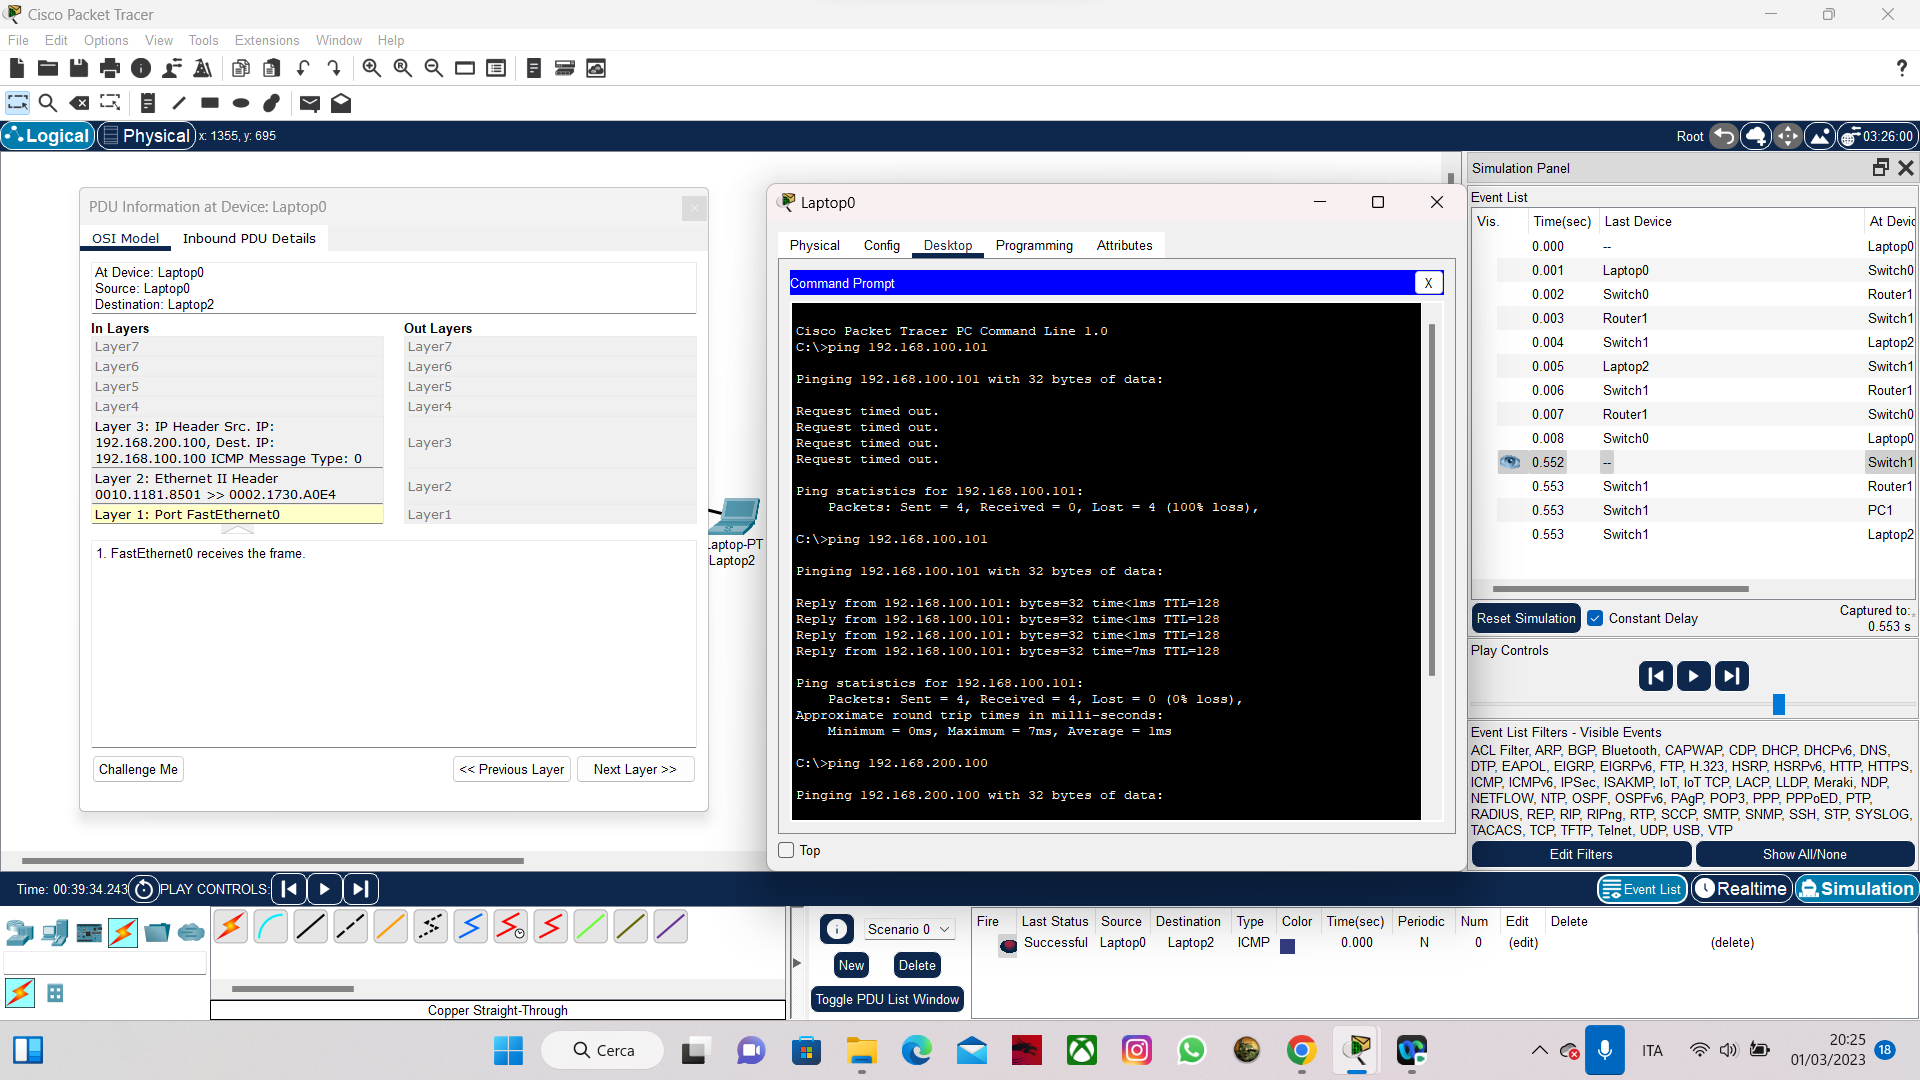 Cisco Packet Tracer
File Edit Options View Tools Extensions Window Help
Logical Physical x: 1355, y: 695 Root 03:26:00
PDU Information at Device: Laptop0
OSI Model Inbound PDU Details
At Device: Laptop0
Source: Laptop0
Destination: Laptop2
In Layers Out Layers
Layer7 Layer7
Layer6 Layer6
Layer5 Layer5
Layer4 Layer4
Layer 3: IP Header Src. IP:
192.168.200.100, Dest. IP:
192.168.100.100 ICMP Message Type: 0
Layer3
Layer 2: Ethernet II Header
0010.1181.8501 >> 0002.1730.A0E4
Layer2
Layer 1: Port FastEthernet0 Layer1
1. FastEthernet0 receives the frame.
Challenge Me << Previous Layer Next Layer >>
aptop-PT
Laptop2
Laptop0
Physical Config Desktop Programming Attributes
Command Prompt X
Cisco Packet Tracer PC Command Line 1.0
C:\>ping 192.168.100.101
Pinging 192.168.100.101 with 32 bytes of data:
Request timed out.
Request timed out.
Request timed out.
Request timed out.
Ping statistics for 192.168.100.101:
Packets: Sent = 4, Received = 0, Lost = 4 (100% loss),
C:\>ping 192.168.100.101
Pinging 192.168.100.101 with 32 bytes of data:
Reply from 192.168.100.101: bytes=32 time<1ms TTL=128
Reply from 192.168.100.101: bytes=32 time<1ms TTL=128
Reply from 192.168.100.101: bytes=32 time<1ms TTL=128
Reply from 192.168.100.101: bytes=32 time=7ms TTL=128
Ping statistics for 192.168.100.101:
Packets: Sent = 4, Received = 4, Lost = 0 (0% loss),
Approximate round trip times in milli-seconds:
Minimum = 0ms, Maximum = 7ms, Average = 1ms
C:\>ping 192.168.200.100
Pinging 192.168.200.100 with 32 bytes of data:
Top
Simulation Panel
Event List
Vis. Time(sec) Last Device At Devic
0.000 -- Laptop0
0.001 Laptop0 Switch0
0.002 Switch0 Router1
0.003 Router1 Switch1
0.004 Switch1 Laptop2
0.005 Laptop2 Switch1
0.006 Switch1 Router1
0.007 Router1 Switch0
0.008 Switch0 Laptop0
0.552 -- Switch1
0.553 Switch1 Router1
0.553 Switch1 PC1
0.553 Switch1 Laptop2
Reset Simulation Constant Delay Captured to:
0.553 s
Play Controls
Event List Filters - Visible Events
ACL Filter, ARP, BGP, Bluetooth, CAPWAP, CDP, DHCP, DHCPv6, DNS,
DTP, EAPOL, EIGRP, EIGRPv6, FTP, H.323, HSRP, HSRPv6, HTTP, HTTPS,
ICMP, ICMPv6, IPSec, ISAKMP, IoT, IoT TCP, LACP, LLDP, Meraki, NDP,
NETFLOW, NTP, OSPF, OSPFv6, PAgP, POP3, PPP, PPPoED, PTP,
RADIUS, REP, RIP, RIPng, RTP, SCCP, SMTP, SNMP, SSH, STP, SYSLOG,
TACACS, TCP, TFTP, Telnet, UDP, USB, VTP
Edit Filters Show All/None
Time: 00:39:34.243 PLAY CONTROLS: Event List Realtime Simulation
Scenario 0
New Delete
Toggle PDU List Window
Fire Last Status Source Destination Type Color Time(sec) Periodic Num Edit Delete
Successful Laptop0 Laptop2 ICMP 0.000 N 0 (edit) (delete)
Copper Straight-Through
Cerca
ITA
20:25
01/03/2023
18